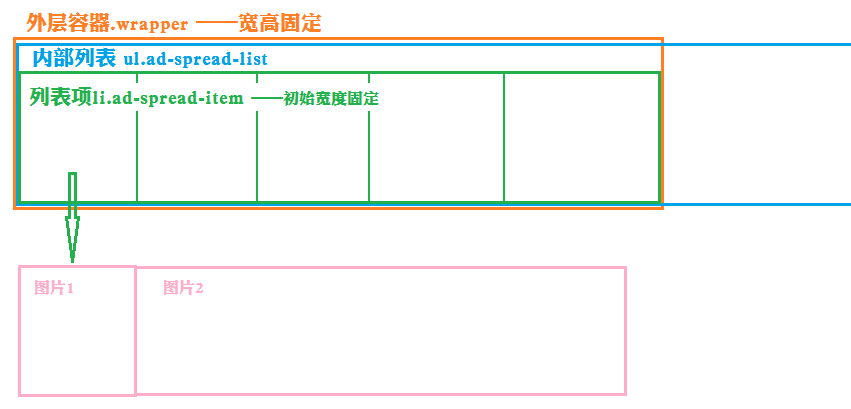 外层容器.wrapper ——宽高固定
内部列表 ul.ad-spread-list
列表项li.ad-spread-item ——初始宽度固定
图片1 图片2